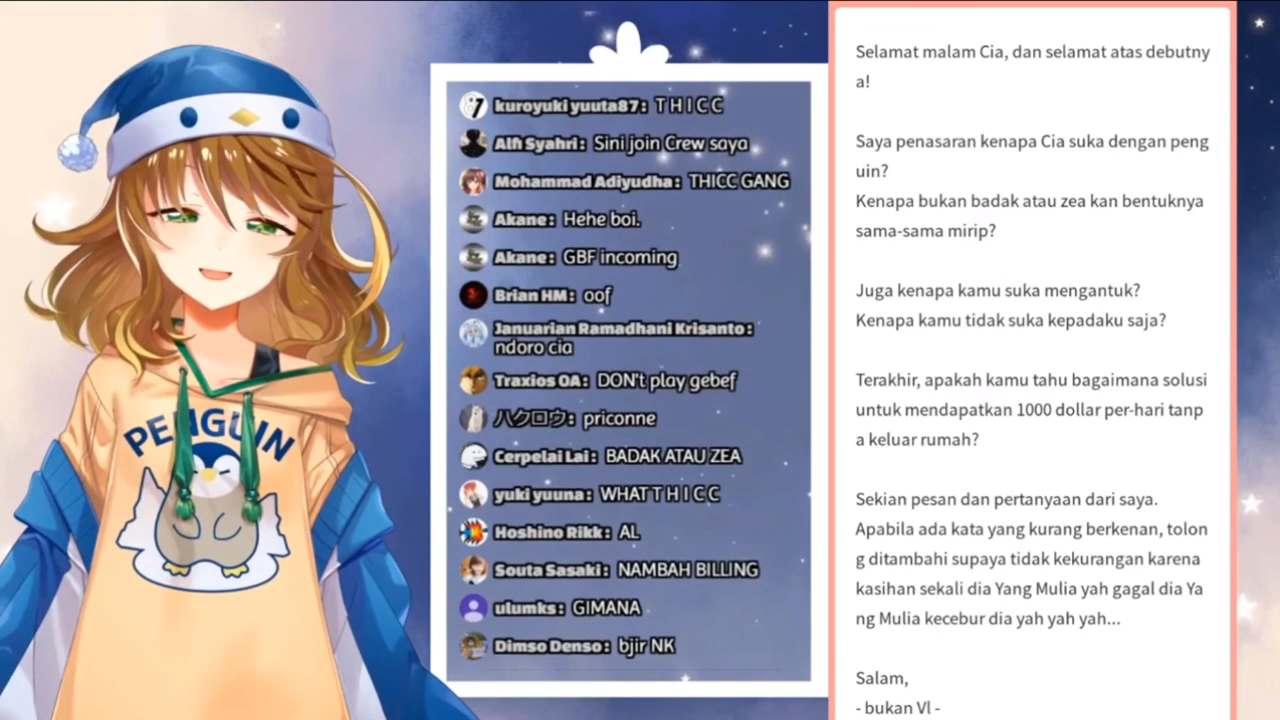 PENGUIN
kuroyuki yuuta87: T H I C C
Alfi Syahri: Sini join Crew saya
Mohammad Adiyudha: THICC GANG
Akane: Hehe boi.
Akane: GBF incoming
Brian HM: oof
Januarian Ramadhani Krisanto:
ndoro cia
Traxios OA: DON't play gebef
ハクロウ: priconne
Cerpelai Lai: BADAK ATAU ZEA
yuki yuuna: WHAT T H I C C
Hoshino Rikk: AL
Souta Sasaki: NAMBAH BILLING
ulumks: GIMANA
Dimso Denso: bjir NK
Selamat malam Cia, dan selamat atas debutny
a!
Saya penasaran kenapa Cia suka dengan peng
uin?
Kenapa bukan badak atau zea kan bentuknya
sama-sama mirip?
Juga kenapa kamu suka mengantuk?
Kenapa kamu tidak suka kepadaku saja?
Terakhir, apakah kamu tahu bagaimana solusi
untuk mendapatkan 1000 dollar per-hari tanp
a keluar rumah?
Sekian pesan dan pertanyaan dari saya.
Apabila ada kata yang kurang berkenan, tolon
g ditambahi supaya tidak kekurangan karena
kasihan sekali dia Yang Mulia yah gagal dia Ya
ng Mulia kecebur dia yah yah yah...
Salam,
- bukan Vl -